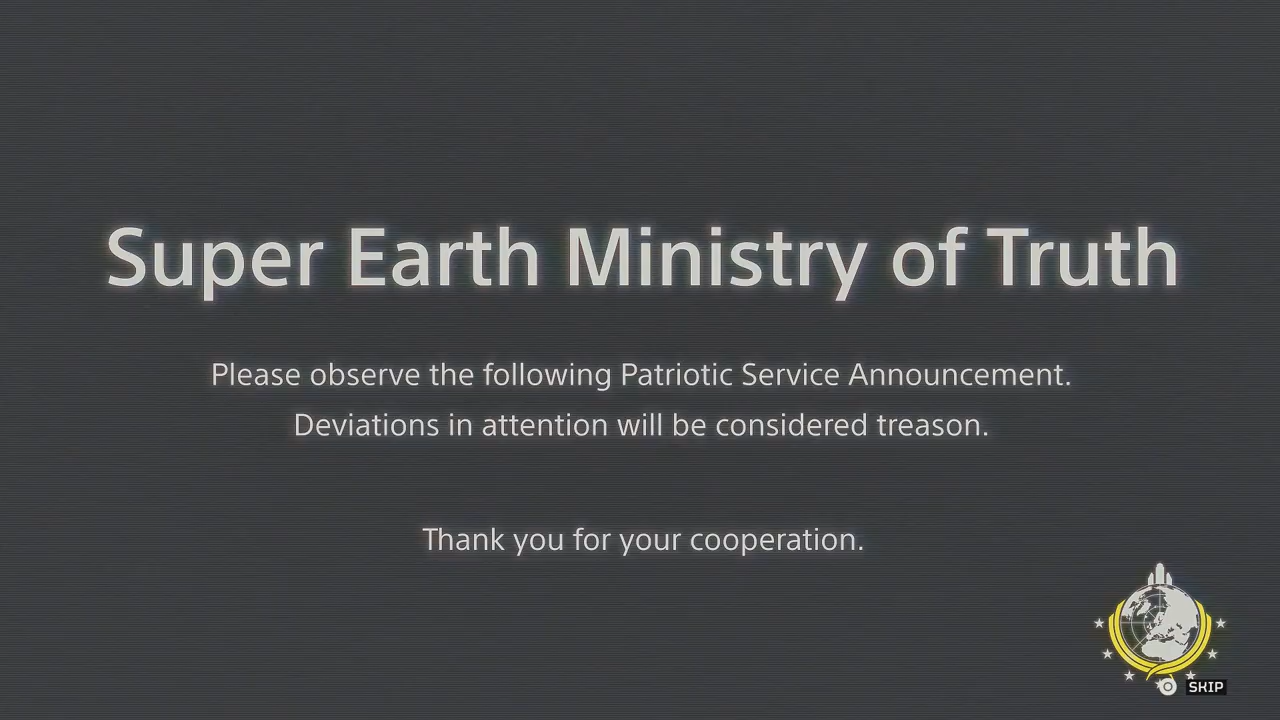 Super Earth Ministry of Truth
Please observe the following Patriotic Service Announcement.
Deviations in attention will be considered treason.
Thank you for your cooperation.
SKIP